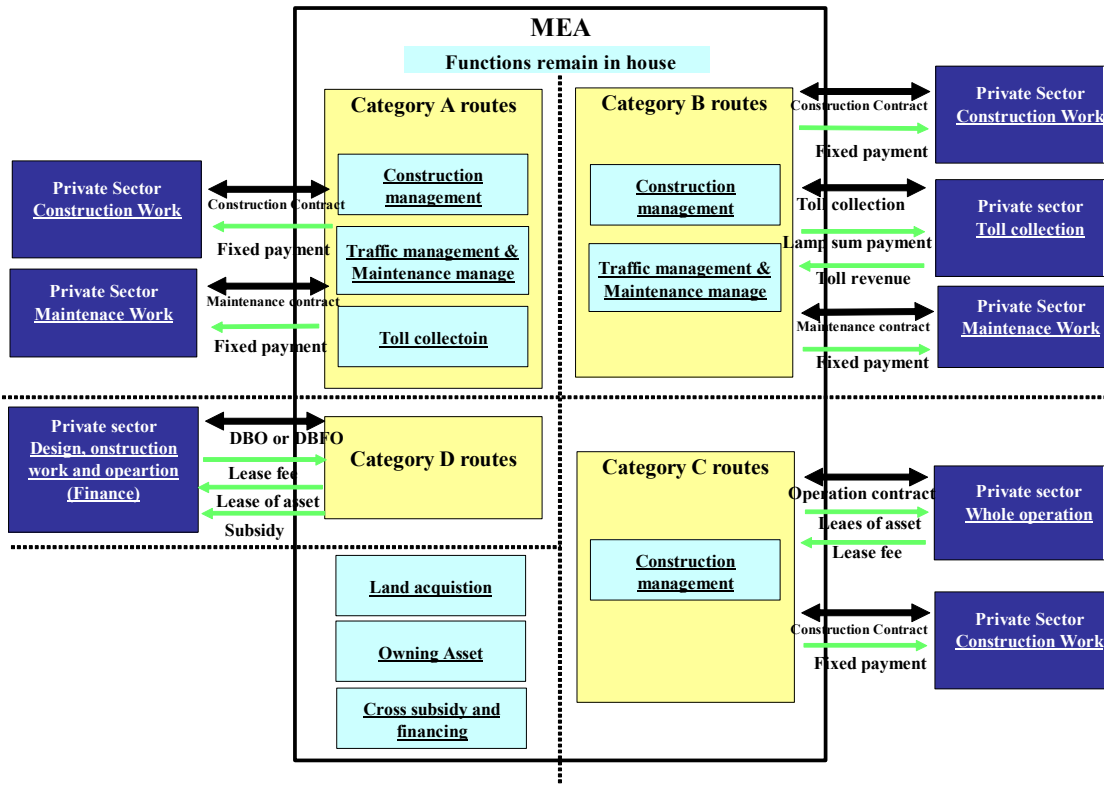 MEA
Functions remain in house
Category A routes
Construction
management
Traffic management &
Maintenance manage
Toll collectoin
Private Sector
Construction Work
Construction Contract
Fixed payment
Private Sector
Maintenace Work
Maintenance contract
Fixed payment
Category B routes
Construction
management
Traffic management &
Maintenance manage
Construction Contract
Fixed payment
Private Sector
Construction Work
Toll collection
Lamp sum payment
Toll revenue
Private sector
Toll collection
Maintenance contract
Fixed payment
Private Sector
Maintenace Work
Private sector
Design, onstruction
work and opeartion
(Finance)
DBO or DBFO
Lease fee
Lease of asset
Subsidy
Category D routes
Category C routes
Construction
management
Operation contract
Leaes of asset
Lease fee
Private sector
Whole operation
Construction Contract
Fixed payment
Private Sector
Construction Work
Land acquistion
Owning Asset
Cross subsidy and
financing